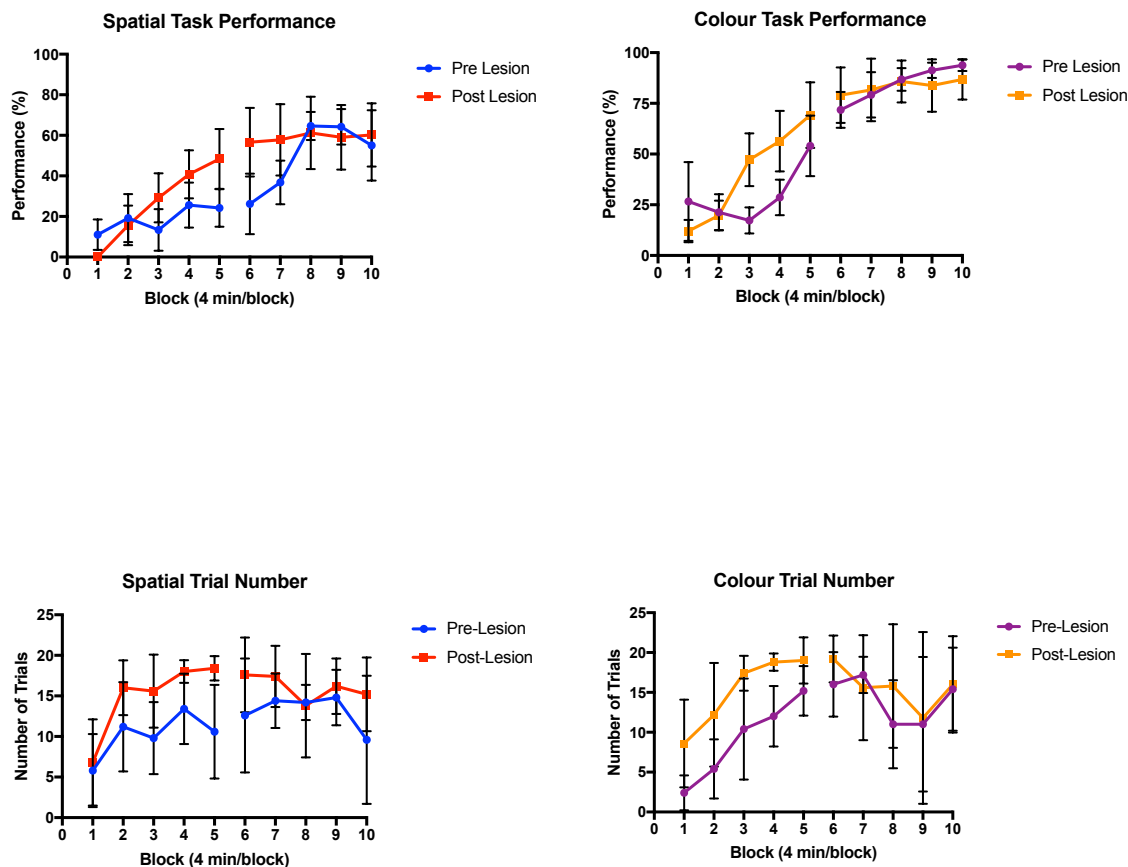 Spatial Task Performance
Performance (%)
100
80
60
40
20
0
0 1 2 3 4 5 6 7 8 9 10
Block (4 min/block)
Pre Lesion
Post Lesion
Colour Task Performance
Performance (%)
100
75
50
25
0
0 1 2 3 4 5 6 7 8 9 10
Block (4 min/block)
Pre Lesion
Post Lesion
Spatial Trial Number
Number of Trials
25
20
15
10
5
0
0 1 2 3 4 5 6 7 8 9 10
Block (4 min/block)
Pre-Lesion
Post-Lesion
Colour Trial Number
Number of Trials
25
20
15
10
5
0
0 1 2 3 4 5 6 7 8 9 10
Block (4 min/block)
Pre-Lesion
Post-Lesion